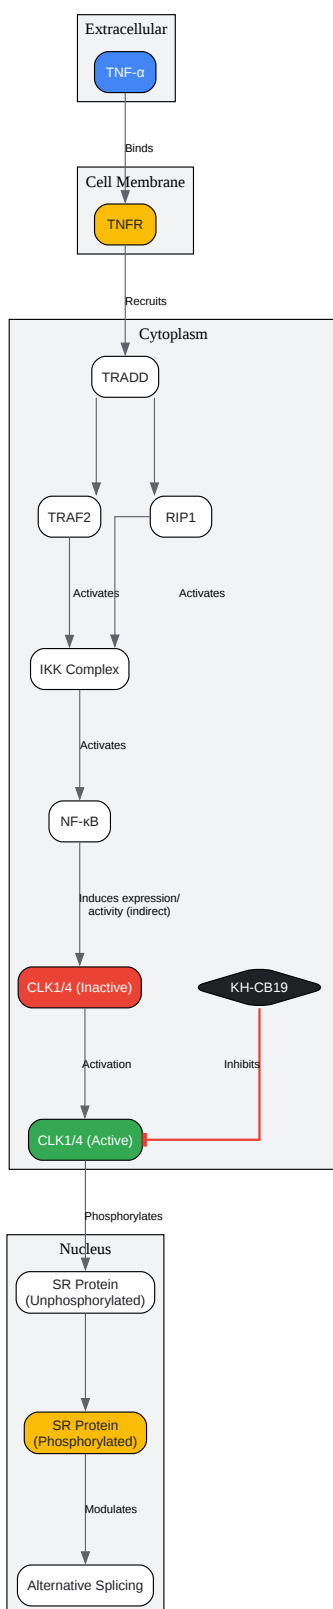 Extracellular
TNF-α
Binds
Cell Membrane
TNFR
Recruits
Cytoplasm
TRADD
TRAF2
RIP1
Activates
Activates
IKK Complex
Activates
NF-κB
Induces expression/
activity (indirect)
CLK1/4 (Inactive)
KH-CB19
Activation
Inhibits
CLK1/4 (Active)
Phosphorylates
Nucleus
SR Protein
(Unphosphorylated)
SR Protein
(Phosphorylated)
Modulates
Alternative Splicing